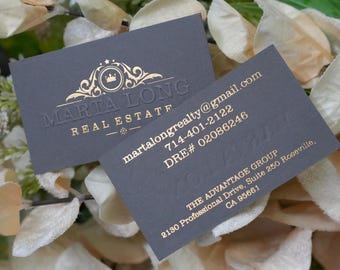 MARTA LONG
REAL ESTATE
martalongrealty@gmail.com
714-401-2122
DRE# 02086246
THE ADVANTAGE GROUP
2130 Professional Drive, Suite 250 Roseville,
CA 95661